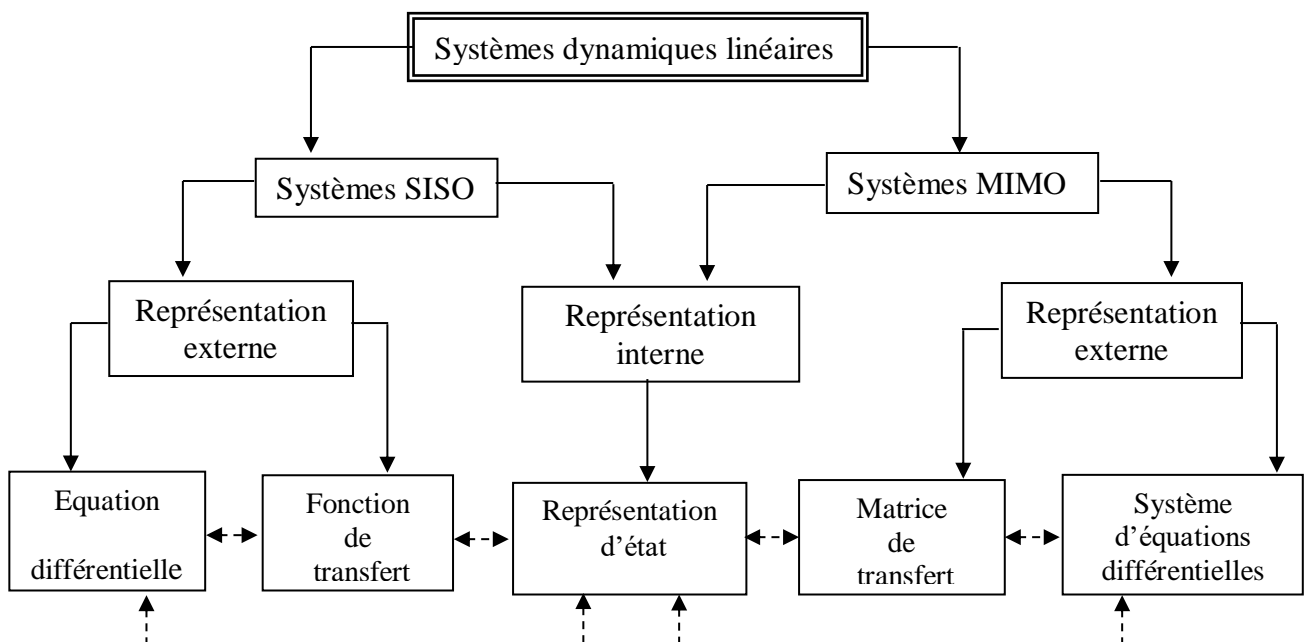 Systèmes dynamiques linéaires
Systèmes SISO
Systèmes MIMO
Représentation
externe
Représentation
interne
Représentation
externe
Equation
différentielle
Fonction
de
transfert
Représentation
d’état
Matrice
de
transfert
Système
d’équations
différentielles